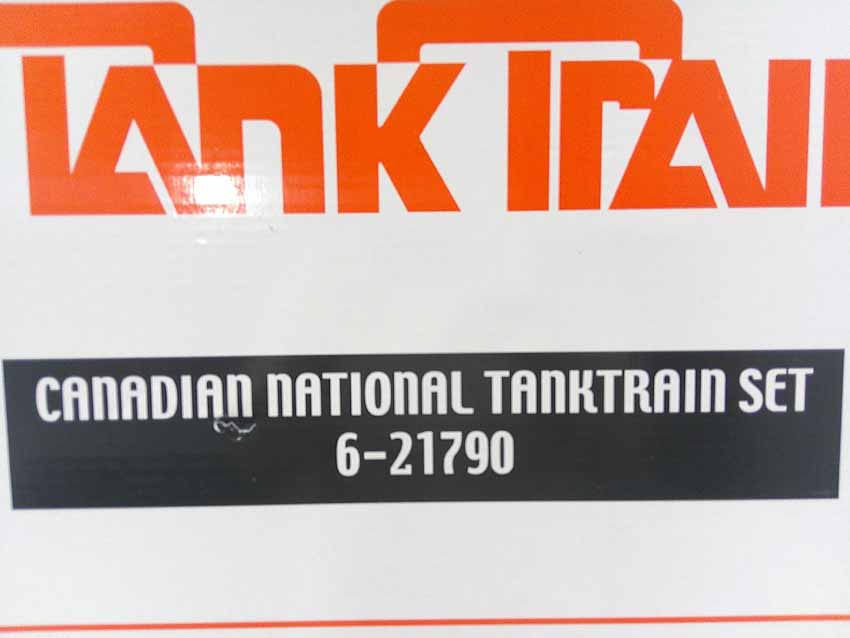 TANK TRAI
CANADIAN NATIONAL TANKTRAIN SET
6-21790